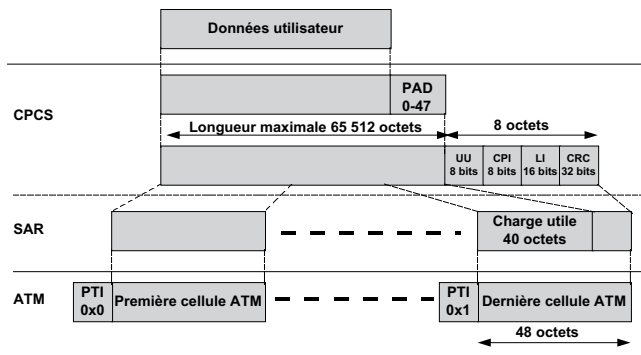 Données utilisateur
PAD
0-47
CPCS
Longueur maximale 65 512 octets
8 octets
UU
8 bits
CPI
8 bits
LI
16 bits
CRC
32 bits
SAR
Charge utile
40 octets
ATM
PTI
0x0
Première cellule ATM
PTI
0x1
Dernière cellule ATM
48 octets